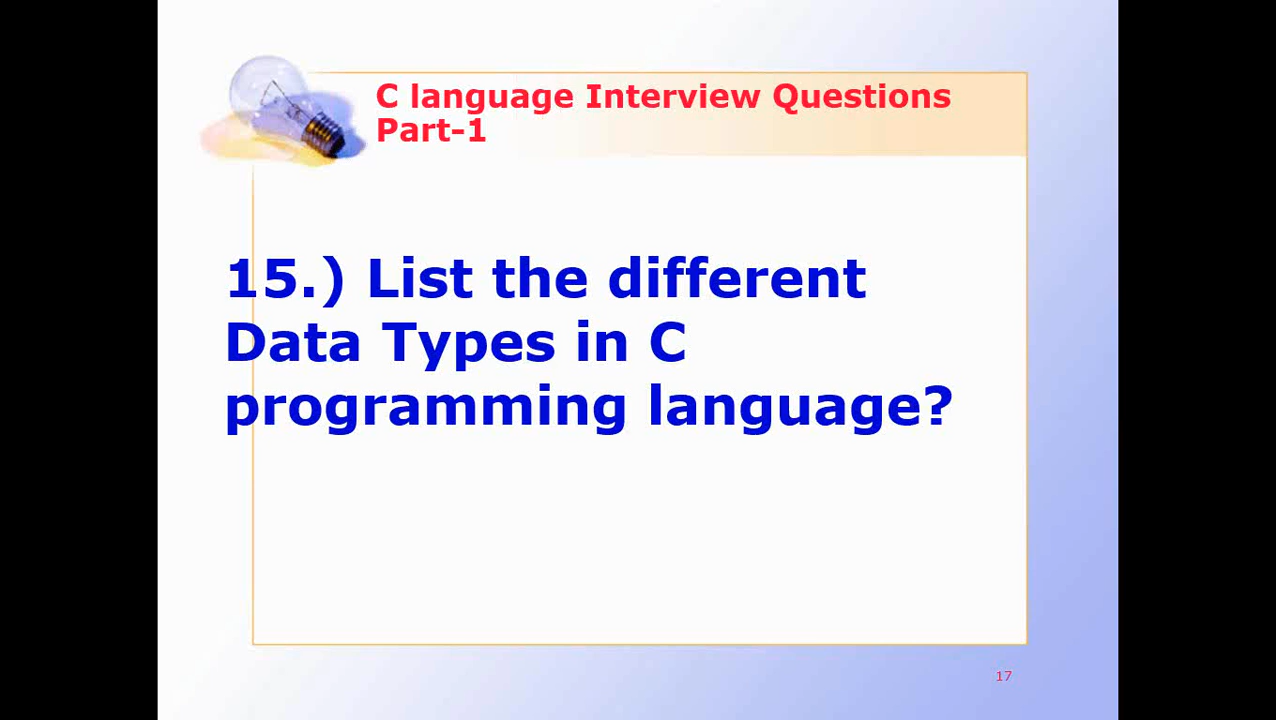 C language Interview Questions
Part-1
15.) List the different
Data Types in C
programming language?
17